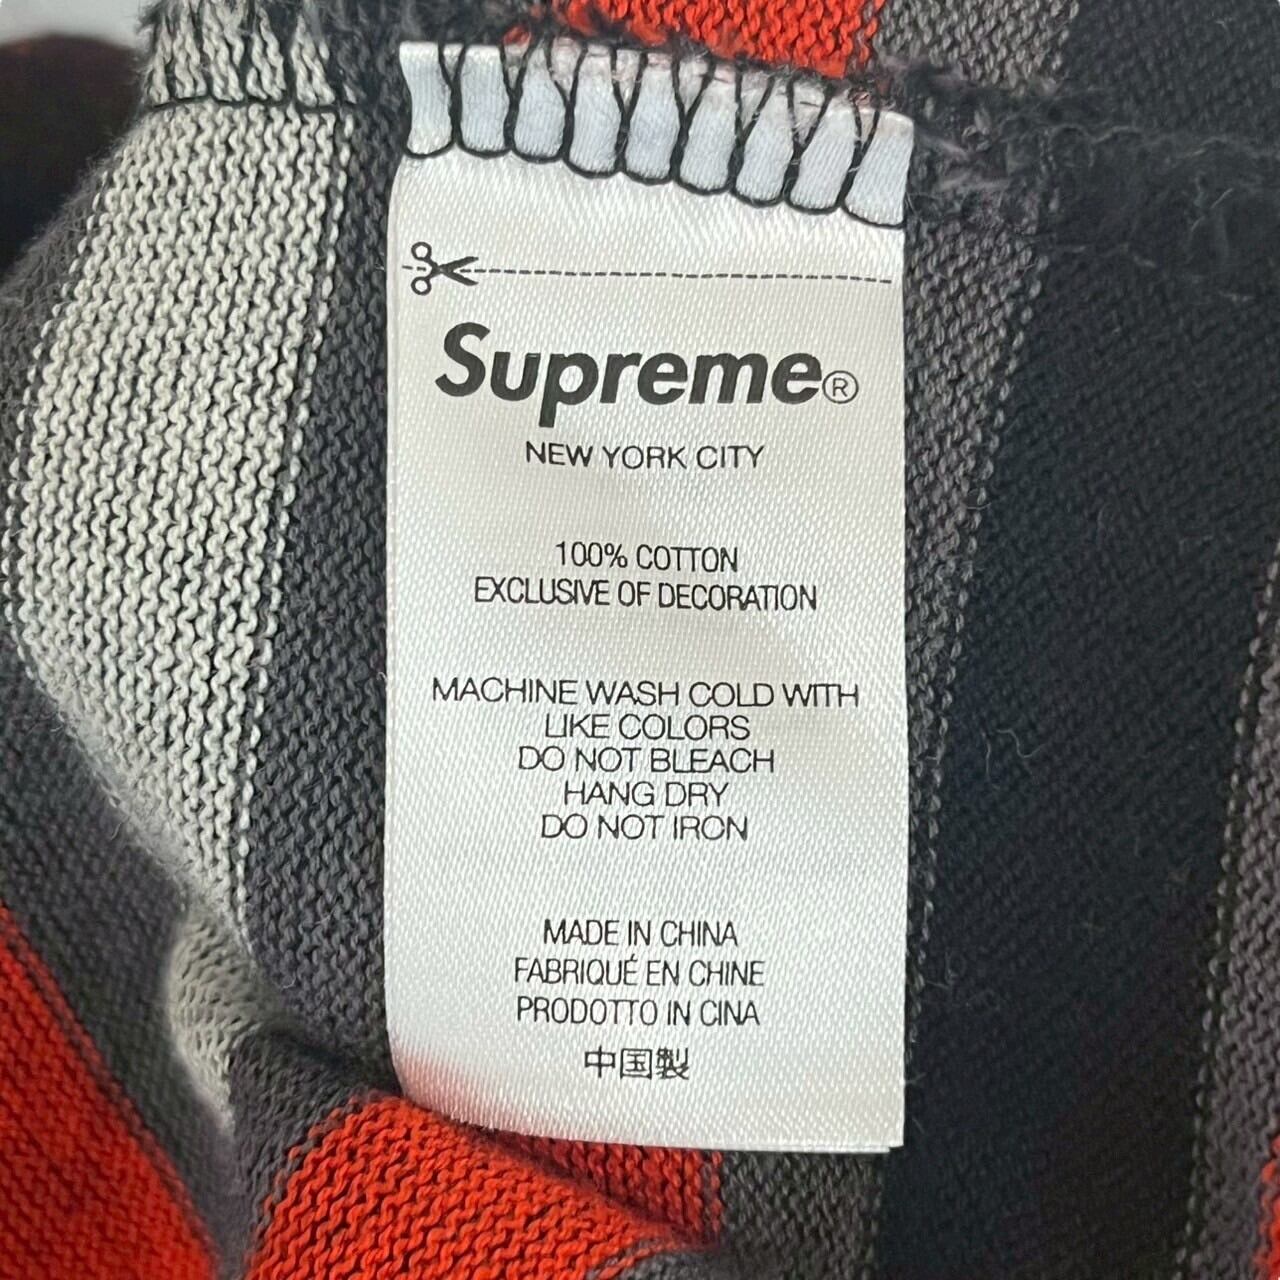 Supreme®
NEW YORK CITY
100% COTTON
EXCLUSIVE OF DECORATION
MACHINE WASH COLD WITH
LIKE COLORS
DO NOT BLEACH
HANG DRY
DO NOT IRON
MADE IN CHINA
FABRIQUÉ EN CHINE
PRODOTTO IN CINA
中国製